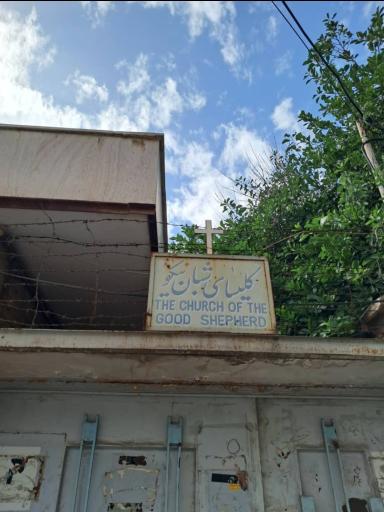 کلیسای شبان نیکو
THE CHURCH OF THE
GOOD SHEPHERD